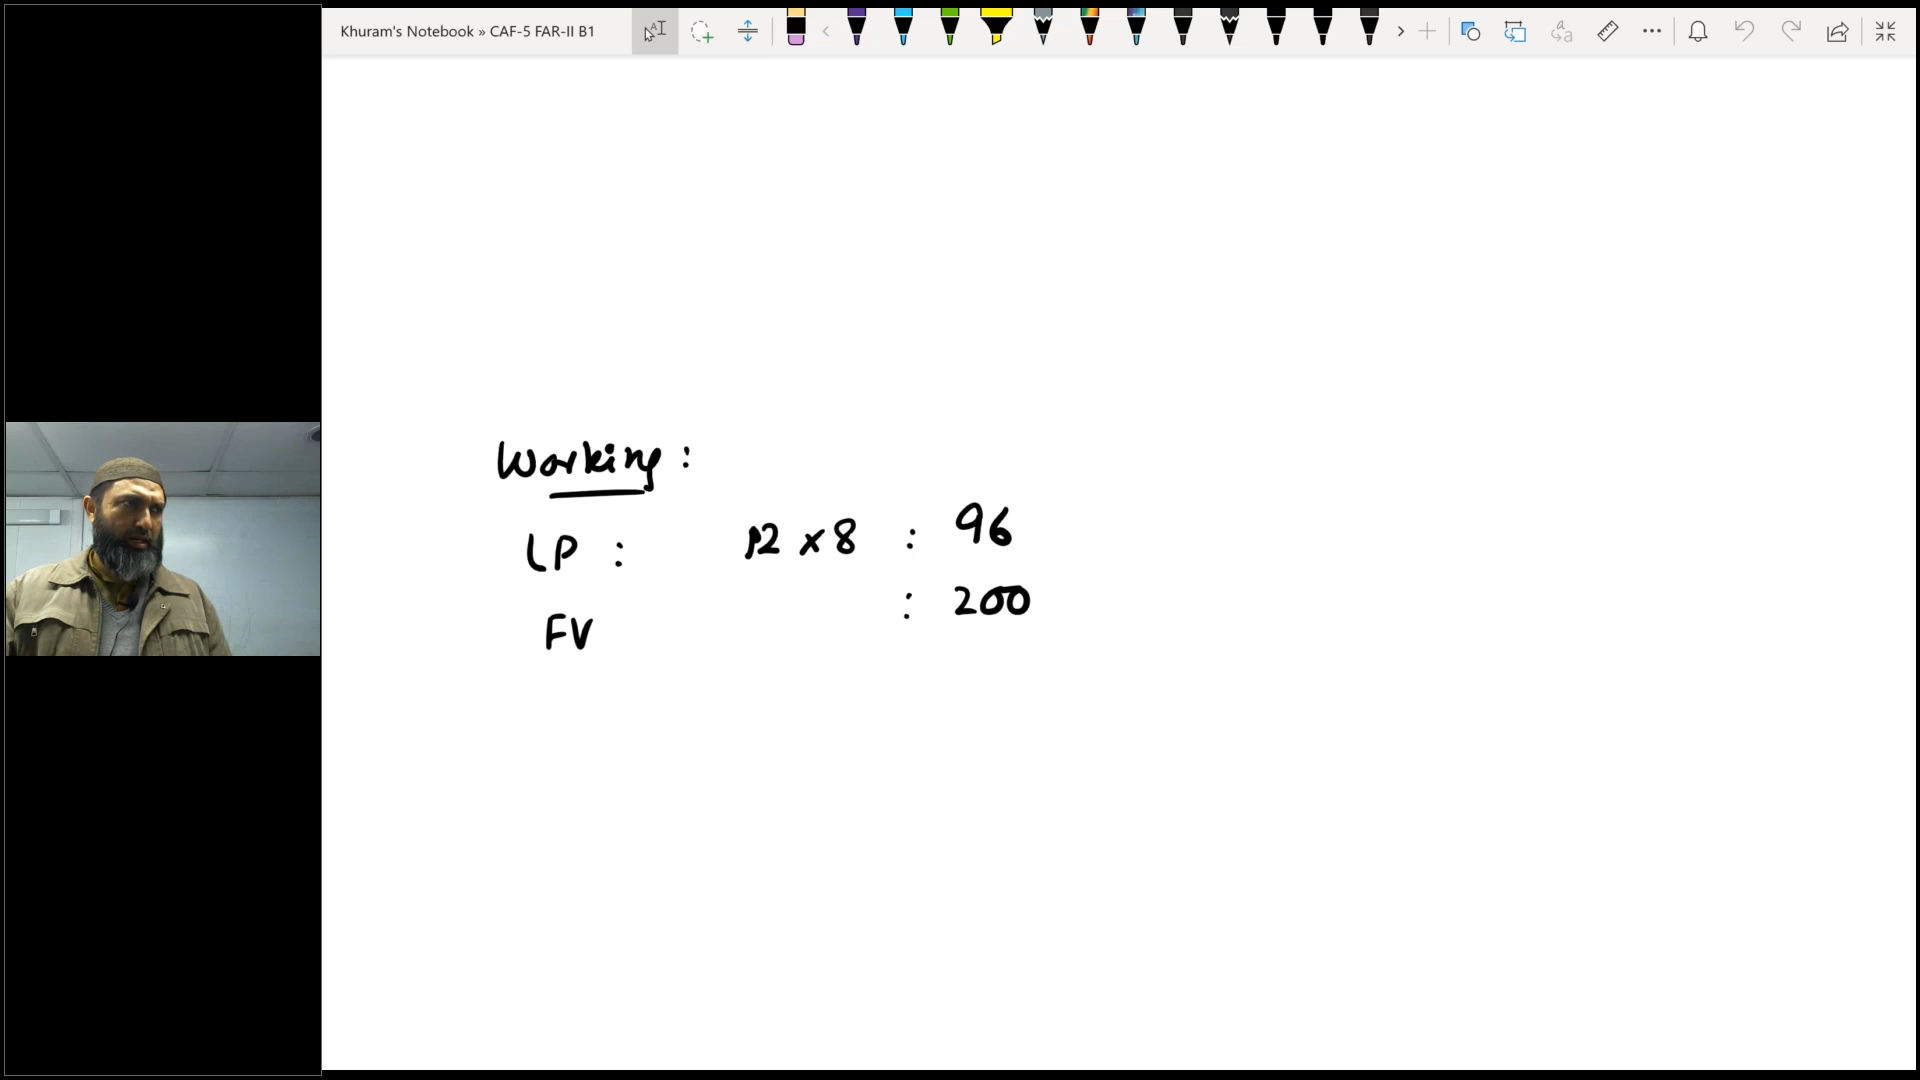 Khuram's Notebook » CAF-5 FAR-II B1
Working :
LP : 12 x 8 : 96
FV : 200